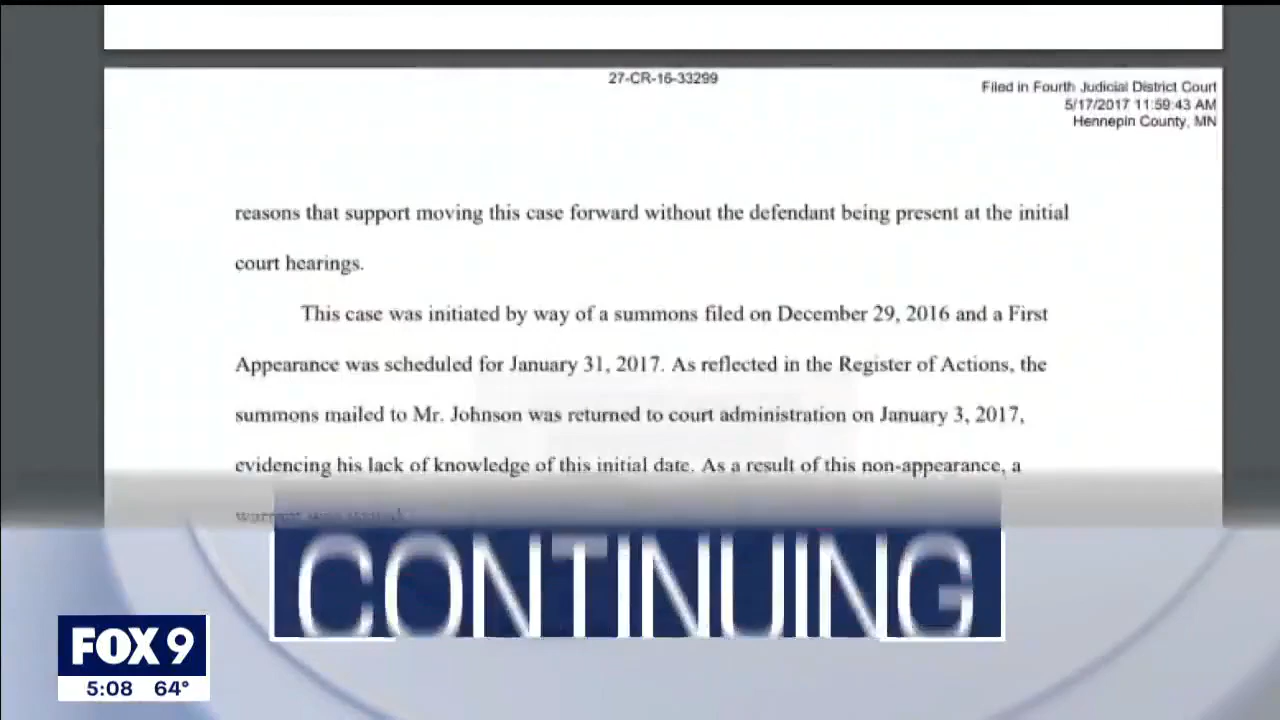 27-CR-16-33299
Filed in Fourth Judicial District Court
5/17/2017 11:59:43 AM
Hennepin County, MN
reasons that support moving this case forward without the defendant being present at the initial
court hearings.
This case was initiated by way of a summons filed on December 29, 2016 and a First
Appearance was scheduled for January 31, 2017. As reflected in the Register of Actions, the
summons mailed to Mr. Johnson was returned to court administration on January 3, 2017,
evidencing his lack of knowledge of this initial date. As a result of this non-appearance, a
CONTINUING
FOX 9
5:08 64°